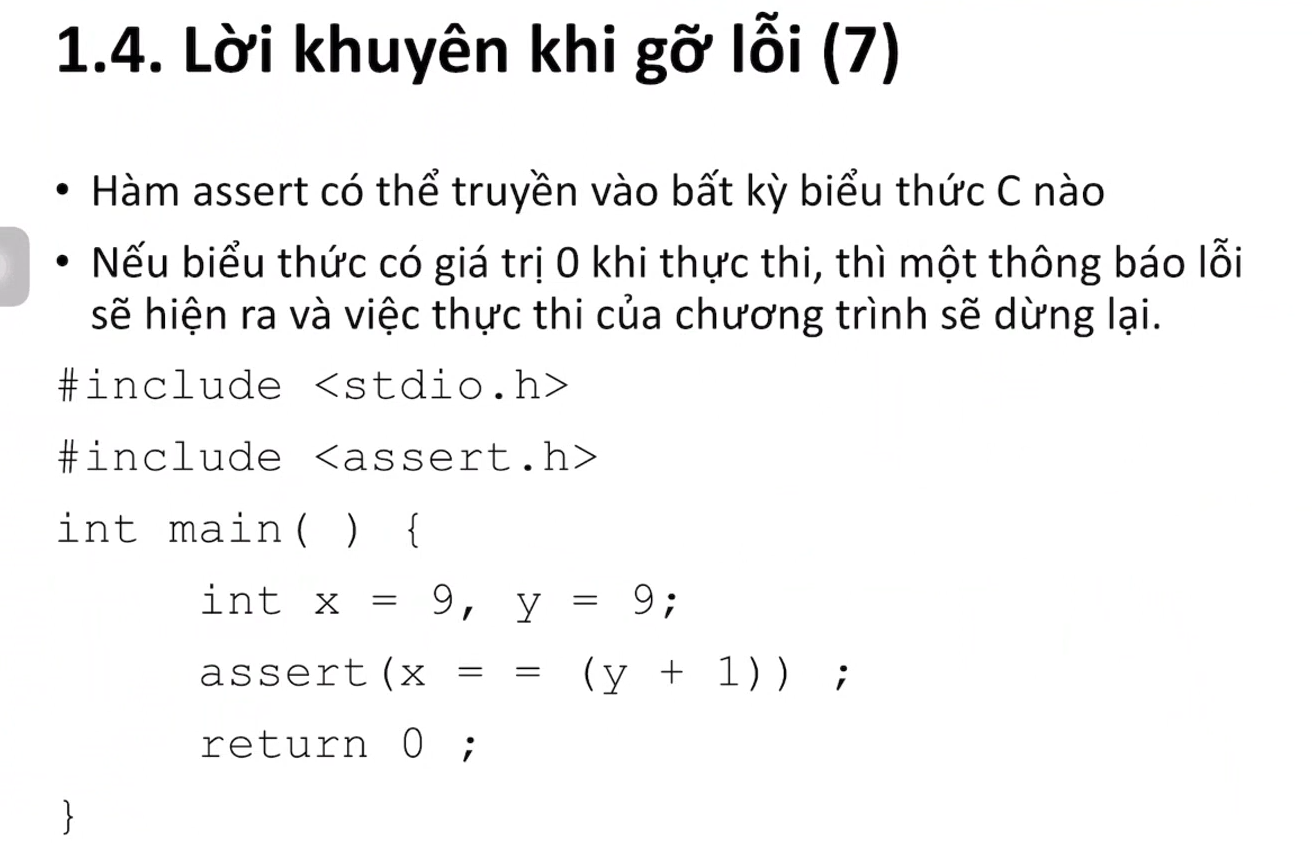 1.4. Lời khuyên khi gỡ lỗi (7)
• Hàm assert có thể truyền vào bất kỳ biểu thức C nào
• Nếu biểu thức có giá trị 0 khi thực thi, thì một thông báo lỗi
sẽ hiện ra và việc thực thi của chương trình sẽ dừng lại.
#include <stdio.h>
#include <assert.h>
int main( ) {
int x = 9, y = 9;
assert(x = = (y + 1)) ;
return 0 ;
}